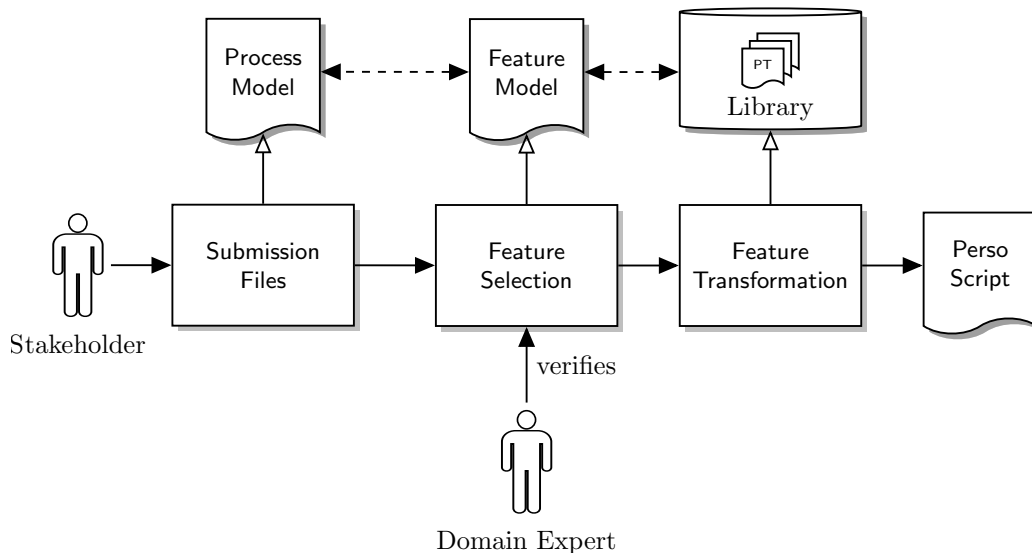 Process
Model
Feature
Model
PT
Library
Submission
Files
Feature
Selection
Feature
Transformation
Perso
Script
Stakeholder
verifies
Domain Expert